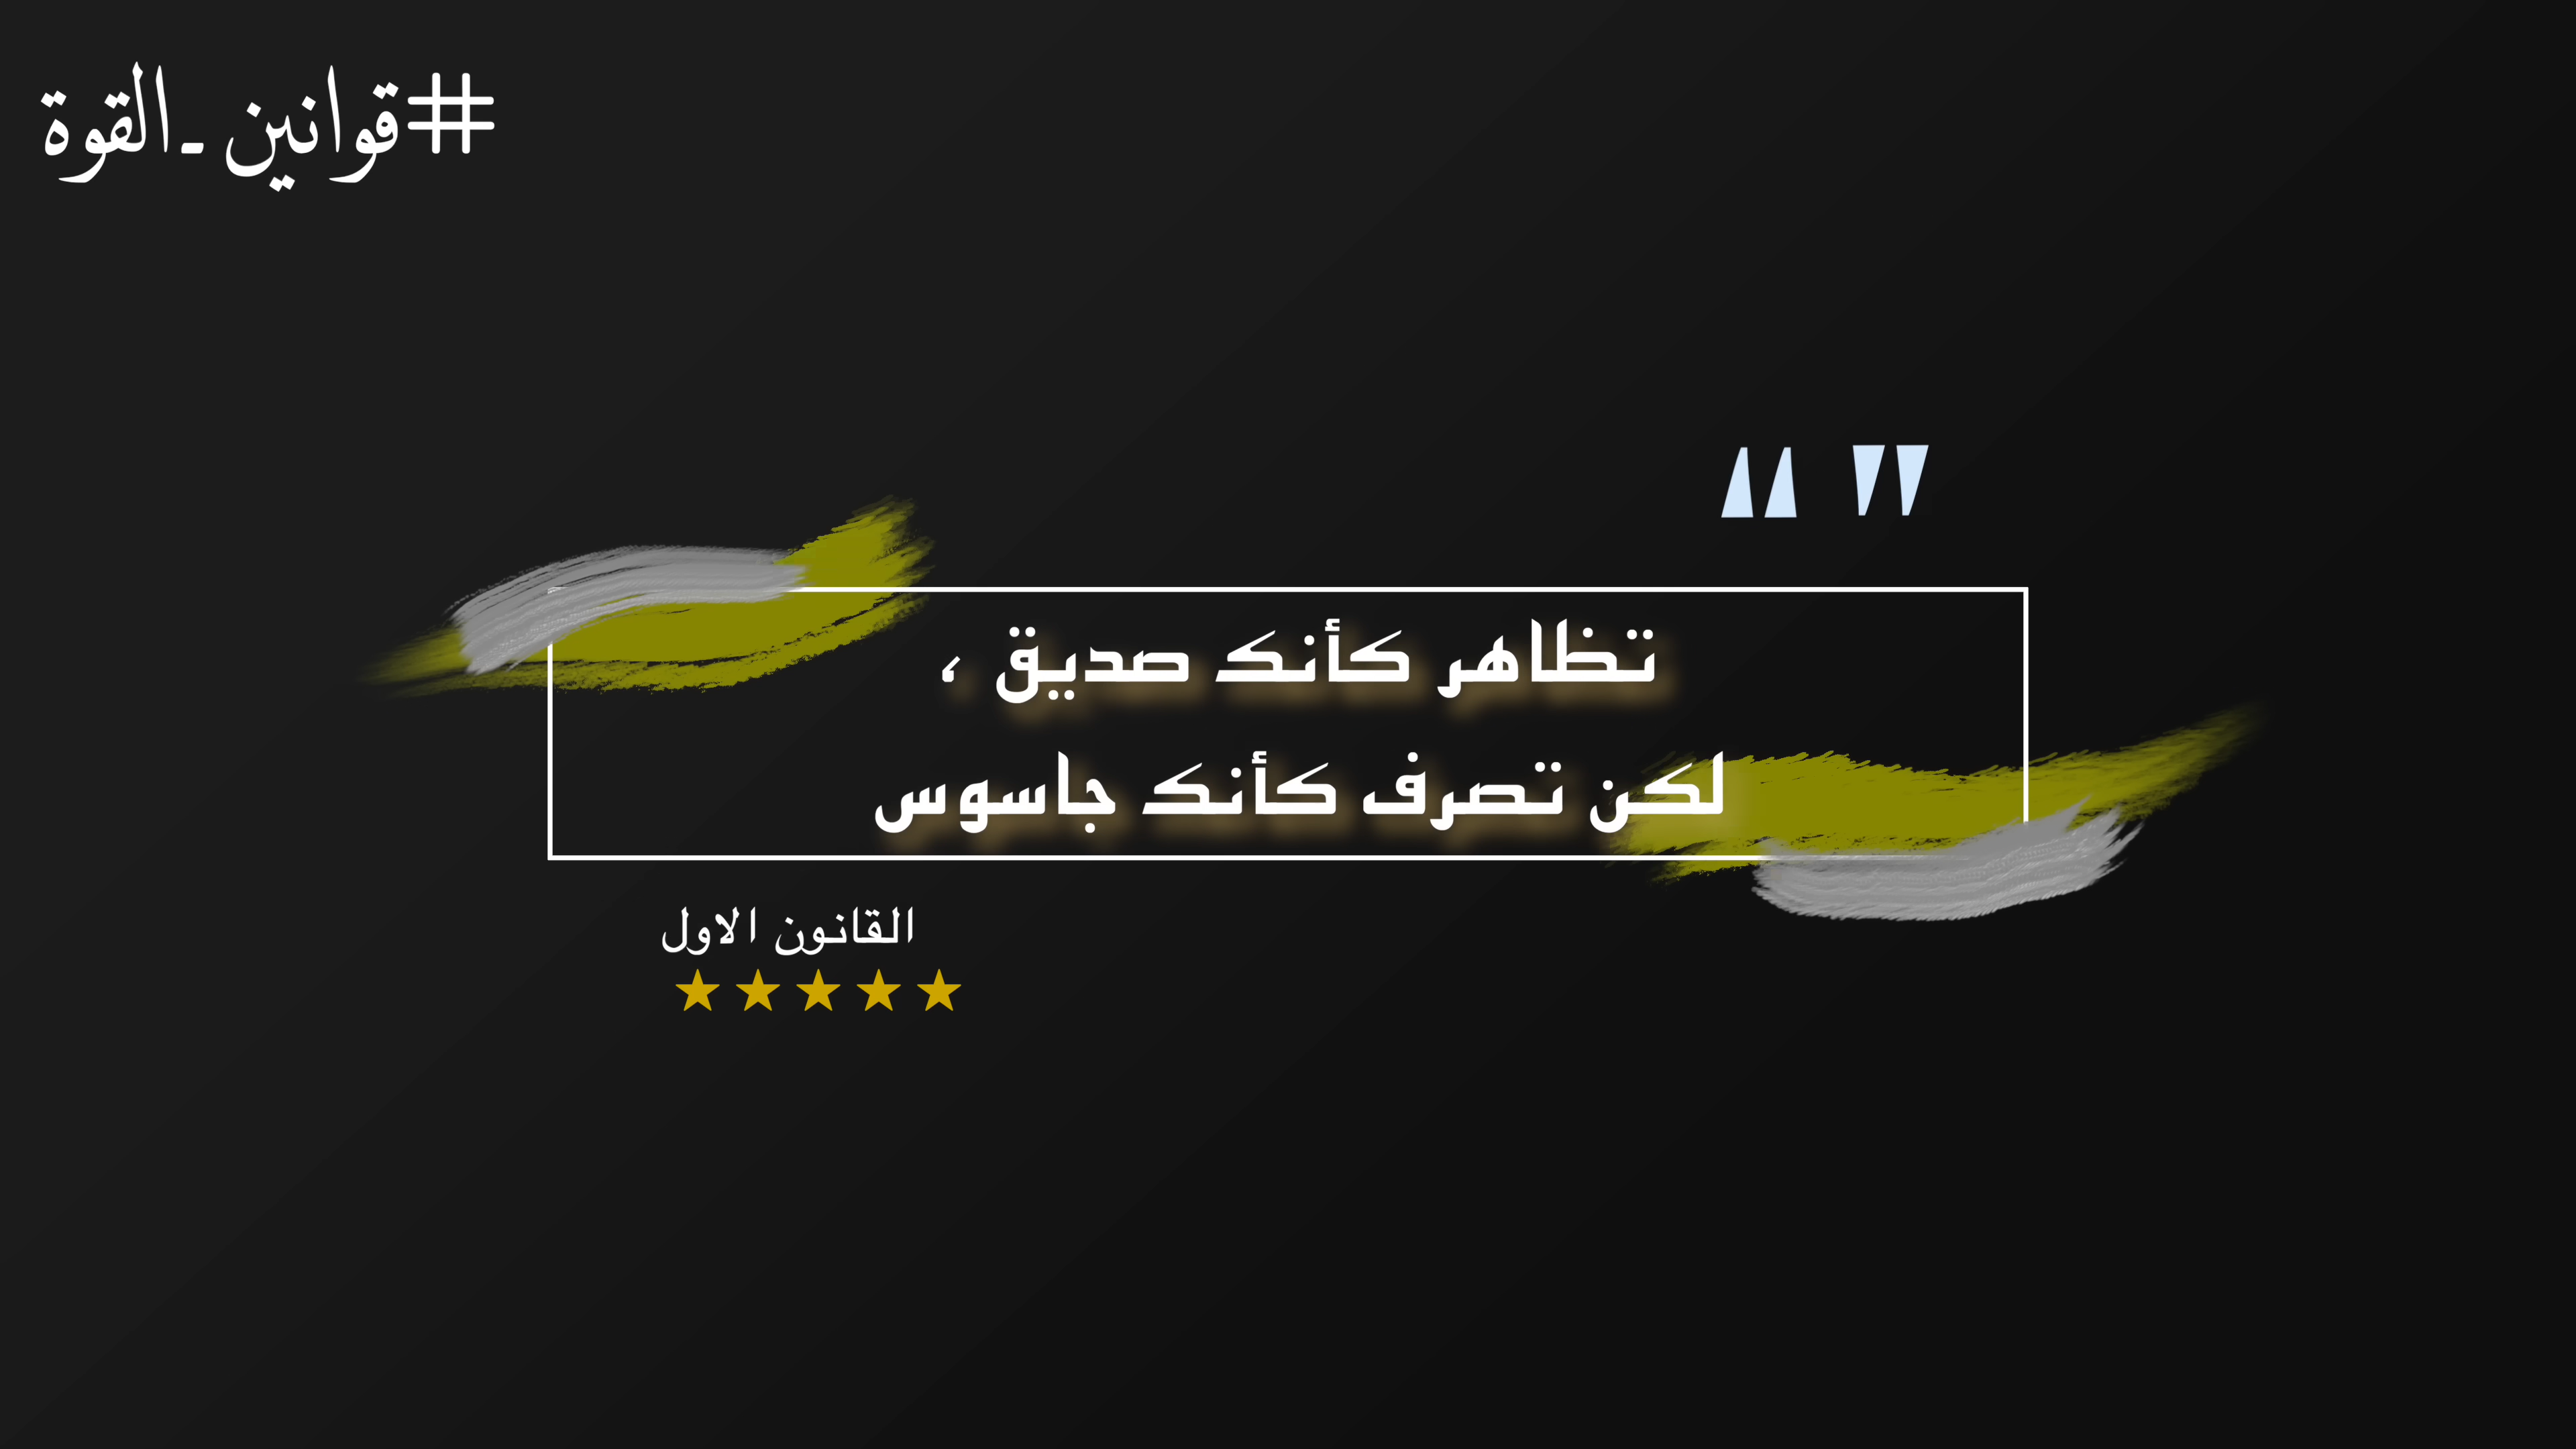 #قوانين_القوة
" "
تظاهر كأنك صديق ،
لكن تصرف كأنك جاسوس
القانون الاول
★★★★★